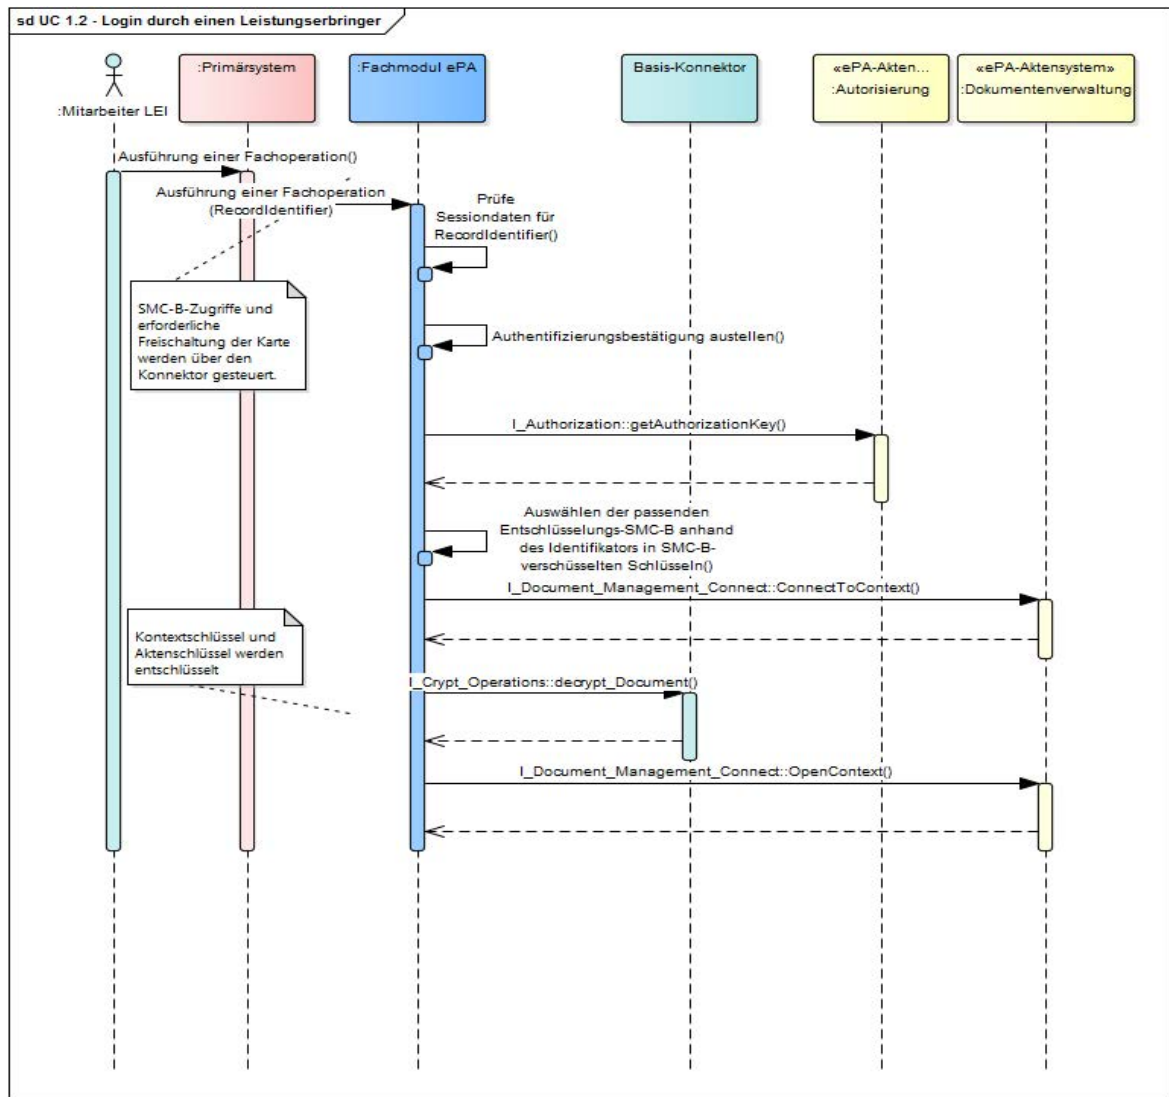 sd UC 1.2 - Login durch einen Leistungserbringer
:Mitarbeiter LEI
:Primärsystem
:Fachmodul ePA
Basis-Konnektor
«ePA-Akten...
:Autorisierung
«ePA-Aktensystem»
:Dokumentenverwaltung
Ausführung einer Fachoperation()
Ausführung einer Fachoperation
(RecordIdentifier)
Prüfe
Sessiondaten für
RecordIdentifier()
SMC-B-Zugriffe und
erforderliche
Freischaltung der Karte
werden über den
Konnektor gesteuert.
Authentifizierungsbestätigung austellen()
I_Authorization::getAuthorizationKey()
Auswählen der passenden
Entschlüsselungs-SMC-B anhand
des Identifikators in SMC-B-
verschüsselten Schlüsseln()
I_Document_Management_Connect::ConnectToContext()
Kontextschlüssel und
Aktenschlüssel werden
entschlüsselt
I_Crypt_Operations::decrypt_Document()
I_Document_Management_Connect::OpenContext()